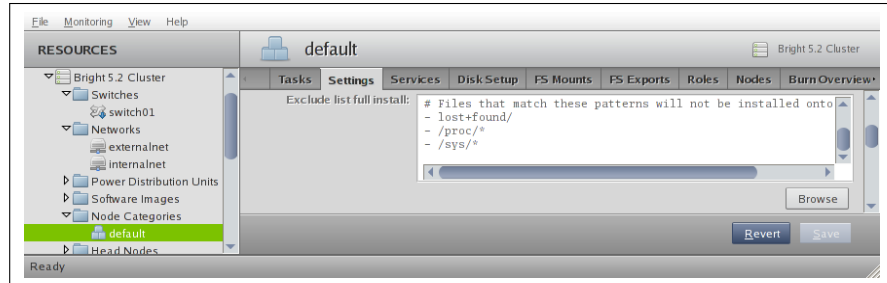 File Monitoring View Help
RESOURCES
default
Bright 5.2 Cluster
Bright 5.2 Cluster
Switches
switch01
Networks
externalnet
internalnet
Power Distribution Units
Software Images
Node Categories
default
Head Nodes
Tasks Settings Services Disk Setup FS Mounts FS Exports Roles Nodes Burn Overview
Exclude list full install:
# Files that match these patterns will not be installed onto
- lost+found/
- /proc/*
- /sys/*
Browse
Revert Save
Ready